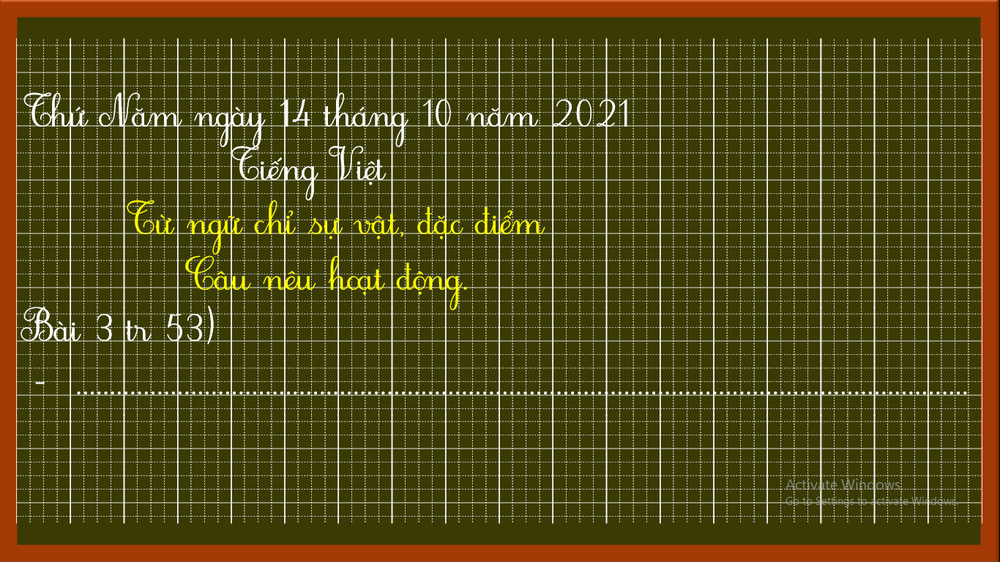 Thứ Năm ngày 14 tháng 10 năm 2021
Tiếng Việt
Từ ngữ chỉ sự vật, đặc điểm
Câu nêu hoạt động.
Bài 3 tr 53)
- ........................................................................................................................
Activate Windows
Go to Settings to activate Windows.